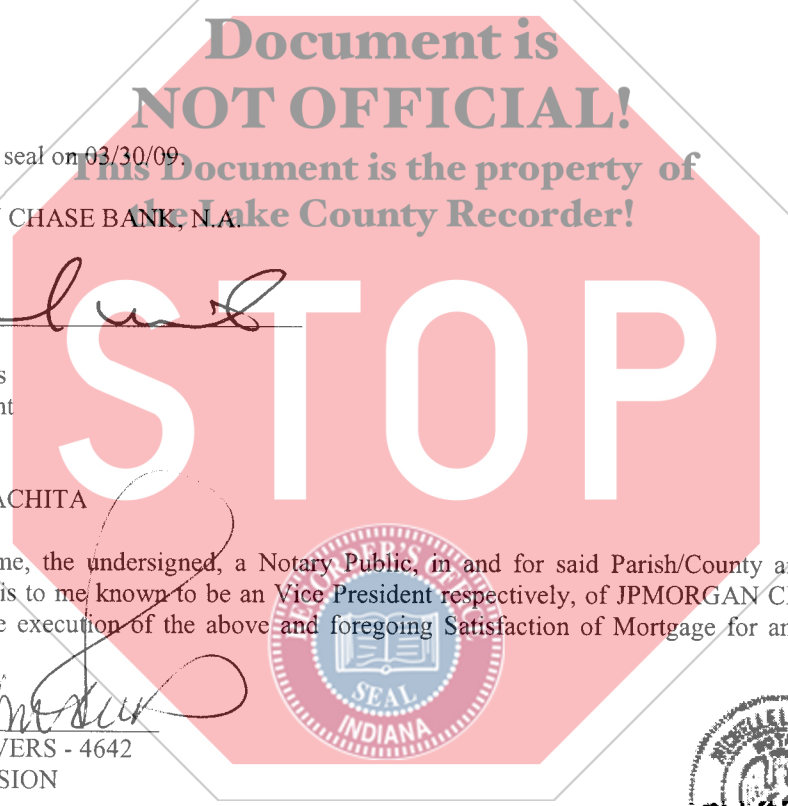 Document is
NOT OFFICIAL!
seal on 03/30/09.
This Document is the property of
CHASE BANK, N.A.
the Lake County Recorder!
STOP
ACHITA
me, the undersigned, a Notary Public, in and for said Parish/County
is to me known to be an Vice President respectively, of JPMORGAN
execution of the above and foregoing Satisfaction of Mortgage for
RECORDER'S OFFICE
SEAL
INDIANA
VERS - 4642
SION
MICHELLE